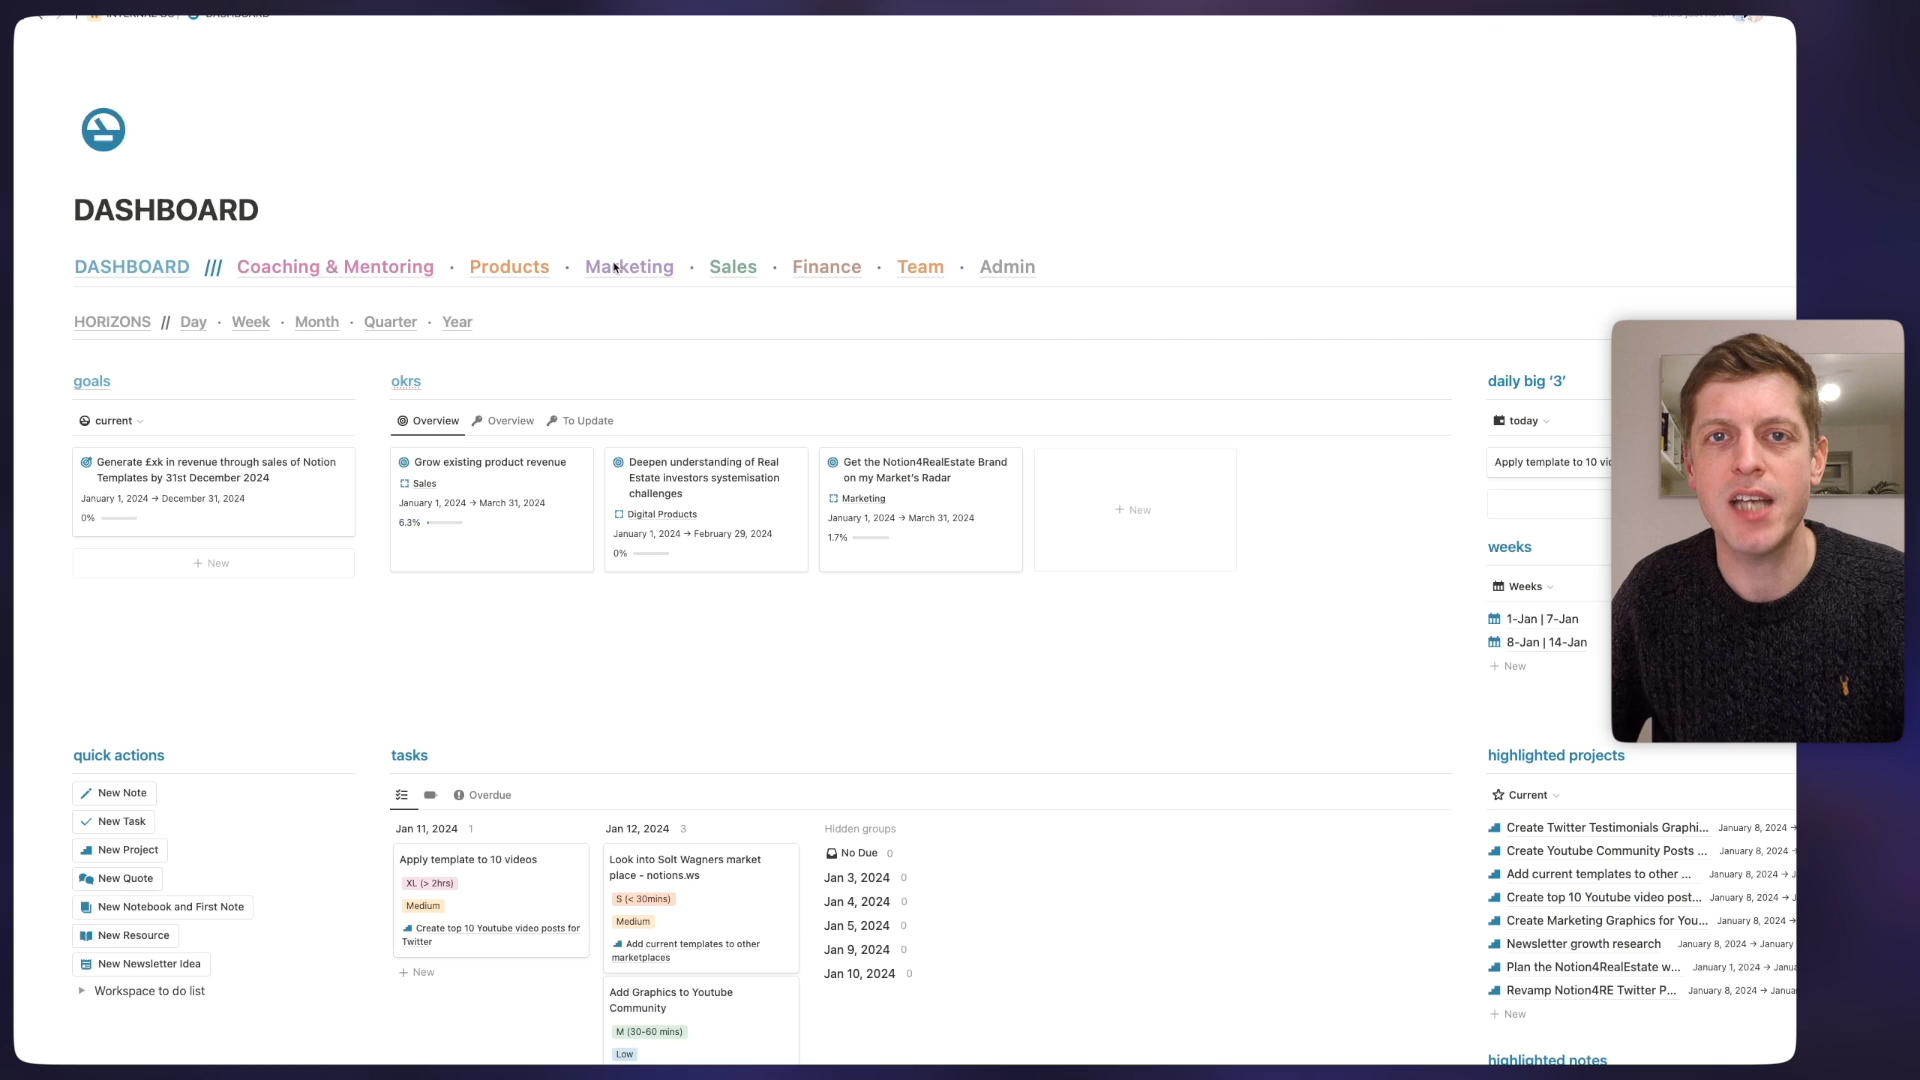 DASHBOARD
DASHBOARD /// Coaching & Mentoring · Products · Marketing · Sales · Finance · Team · Admin
HORIZONS // Day · Week · Month · Quarter · Year
goals
current
Generate £xk in revenue through sales of Notion
Templates by 31st December 2024
January 1, 2024 → December 31, 2024
0%
+ New
okrs
Overview Overview To Update
Grow existing product revenue
Sales
January 1, 2024 → March 31, 2024
6.3%
Deepen understanding of Real
Estate investors systemisation
challenges
Digital Products
January 1, 2024 → February 29, 2024
0%
Get the Notion4RealEstate Brand
on my Market's Radar
Marketing
January 1, 2024 → March 31, 2024
1.7%
+ New
daily big ‘3’
today
Apply template to 10
weeks
Weeks
1-Jan | 7-Jan
8-Jan | 14-Jan
+ New
quick actions
New Note
New Task
New Project
New Quote
New Notebook and First Note
New Resource
New Newsletter Idea
Workspace to do list
tasks
Overdue
Jan 11, 2024 1
Apply template to 10 videos
XL (> 2hrs)
Medium
Create top 10 Youtube video posts for
Twitter
+ New
Jan 12, 2024 3
Look into Solt Wagners market
place - notions.ws
S (< 30mins)
Medium
Add current templates to other
marketplaces
Add Graphics to Youtube
Community
M (30-60 mins)
Low
Hidden groups
No Due 0
Jan 3, 2024 0
Jan 4, 2024 0
Jan 5, 2024 0
Jan 9, 2024 0
Jan 10, 2024 0
highlighted projects
Current
Create Twitter Testimonials Graphi... January 8, 2024 →
Create Youtube Community Posts ... January 8, 2024 →
Add current templates to other ... January 8, 2024 →
Create top 10 Youtube video post... January 8, 2024 →
Create Marketing Graphics for You... January 8, 2024 →
Newsletter growth research January 8, 2024 → January
Plan the Notion4RealEstate w... January 1, 2024 →
Revamp Notion4RE Twitter P... January 8, 2024 →
+ New
highlighted notes